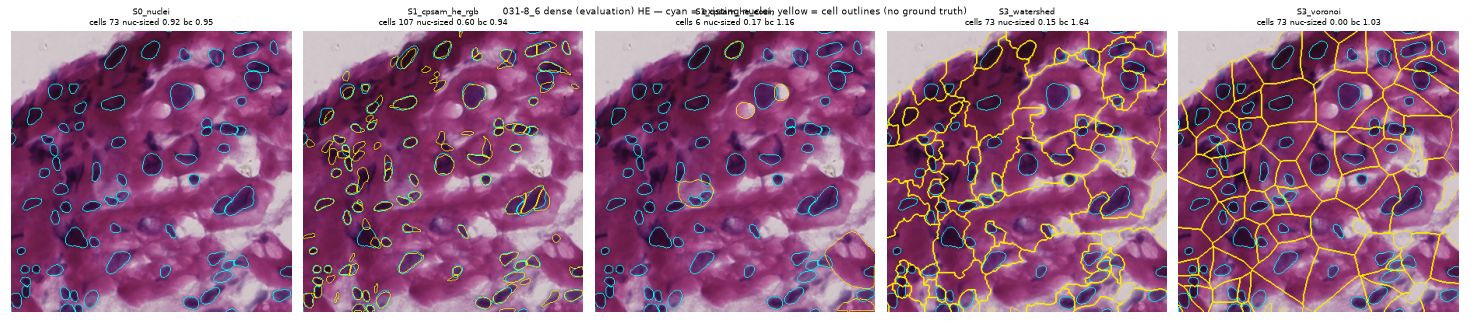 031-8_6 dense (evaluation) HE — cyan = existing nuclei, yellow = cell outlines (no ground truth)
S0_nuclei
cells 73 nuc-sized 0.92 bc 0.95
S1_cpsam_he_rgb
cells 107 nuc-sized 0.60 bc 0.94
cells 6 nuc-sized 0.17 bc 1.16
S3_watershed
cells 73 nuc-sized 0.15 bc 1.64
S3_voronoi
cells 73 nuc-sized 0.00 bc 1.03